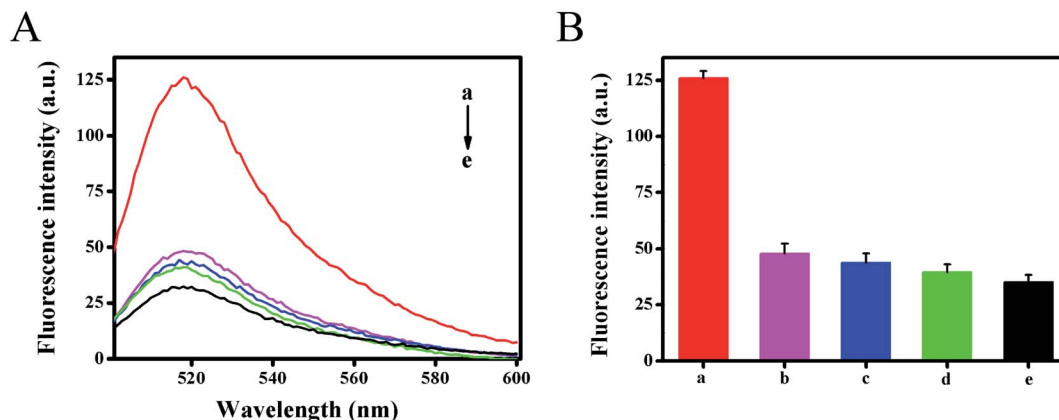 A
Fluorescence intensity (a.u.)
125
100
75
50
25
0
a
e
520
540
560
580
600
Wavelength (nm)
B
Fluorescence intensity (a.u.)
125
100
75
50
25
0
a
b
c
d
e